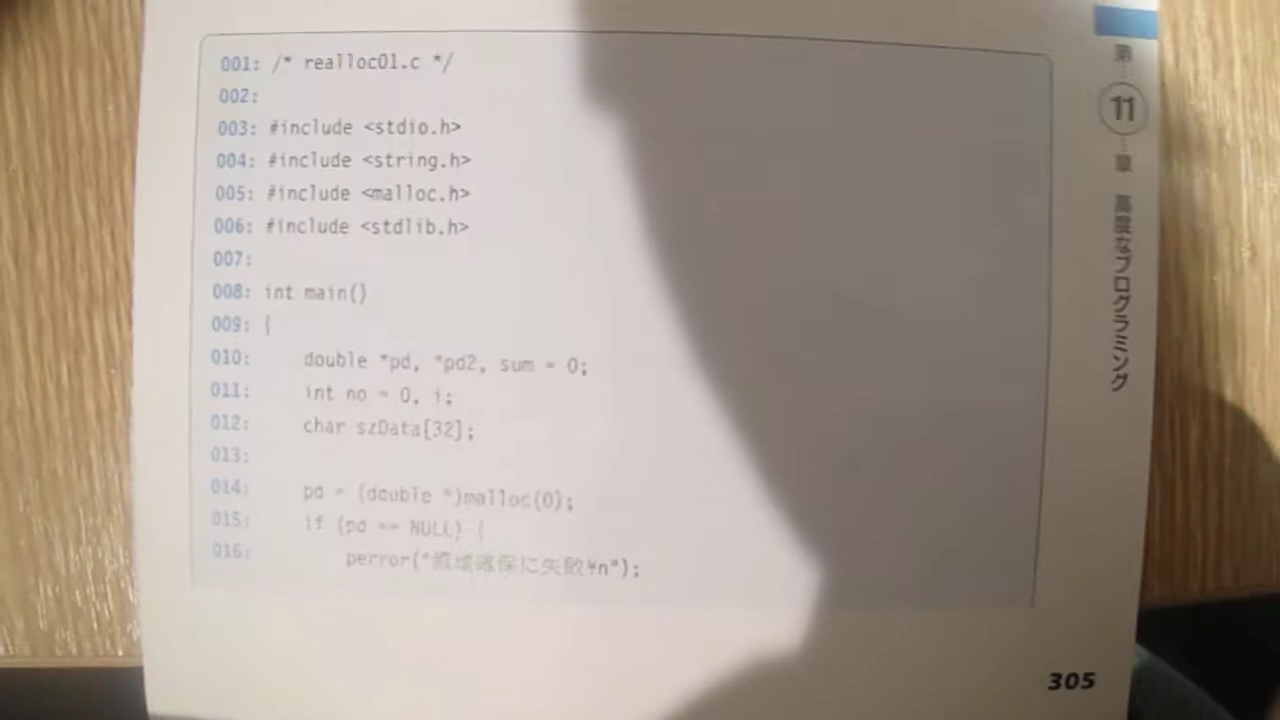 001: /* realloc01.c */
002:
003: #include <stdio.h>
004: #include <string.h>
005: #include <malloc.h>
006: #include <stdlib.h>
007:
008: int main()
009: {
010:     double *pd, *pd2, sum = 0;
011:     int no = 0, i;
012:     char szData[32];
013:
014:     pd = (double *)malloc(0);
015:     if (pd == NULL) {
016:         perror("領域確保に失敗¥n");
305
第11章 高度なプログラミング